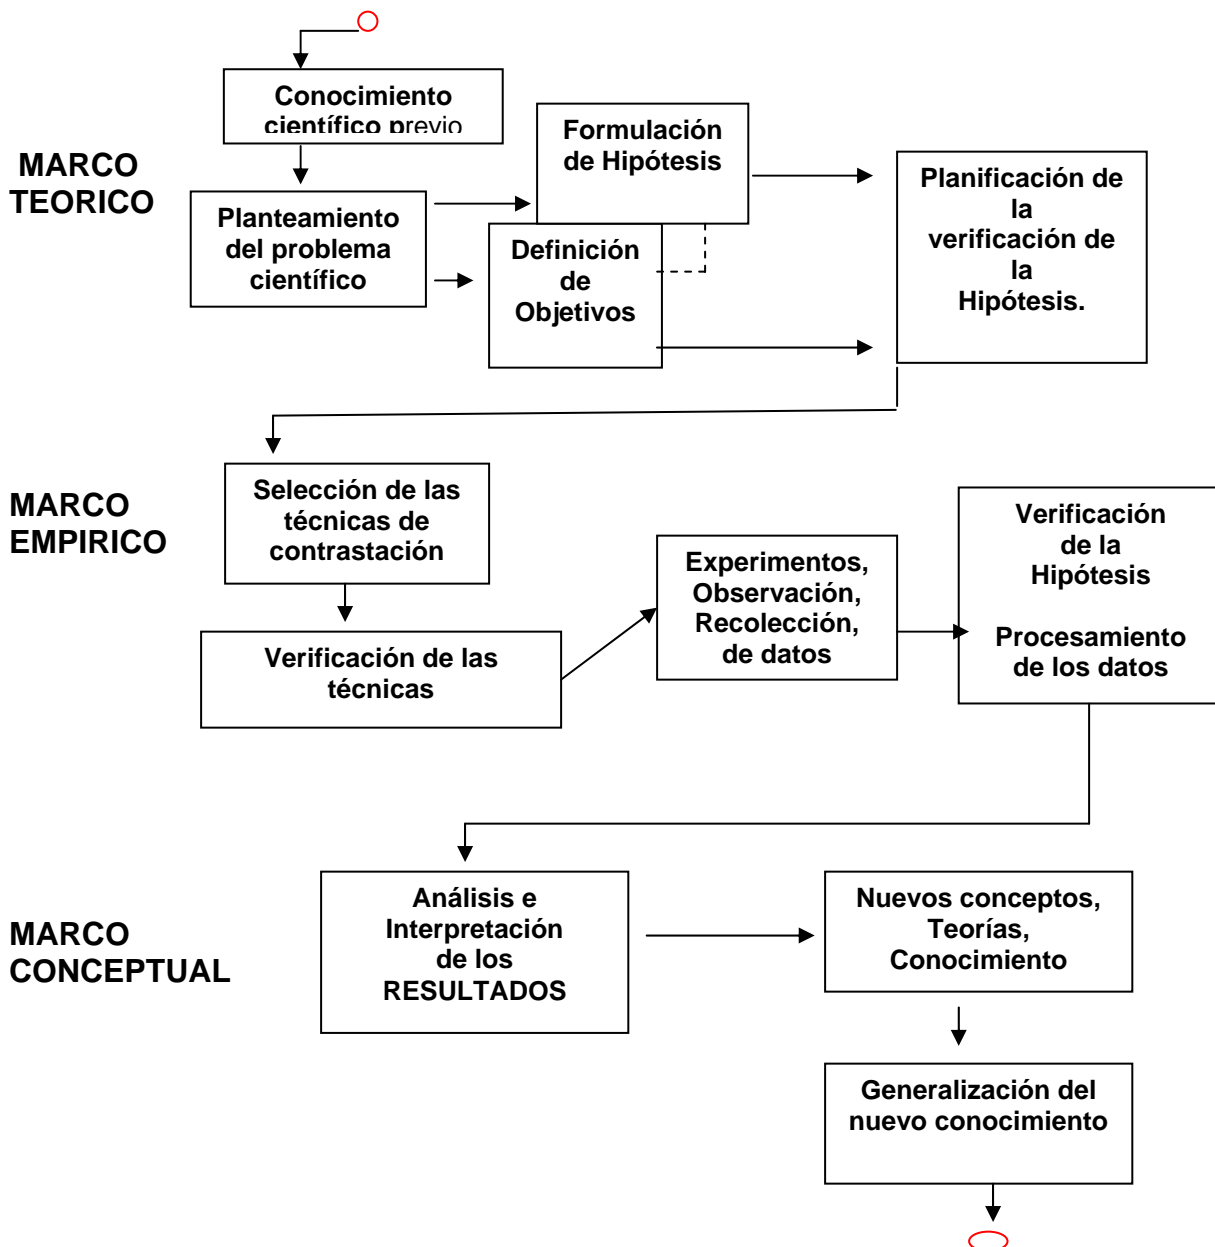 Conocimiento
científico previo
MARCO
TEORICO
Formulación
de Hipótesis
Planificación de
la
verificación de
la
Hipótesis.
Planteamiento
del problema
científico
Definición
de
Objetivos
MARCO
EMPIRICO
Selección de las
técnicas de
contrastación
Verificación
de la
Hipótesis
Procesamiento
de los datos
Experimentos,
Observación,
Recolección,
de datos
Verificación de las
técnicas
MARCO
CONCEPTUAL
Análisis e
Interpretación
de los
RESULTADOS
Nuevos conceptos,
Teorías,
Conocimiento
Generalización del
nuevo conocimiento